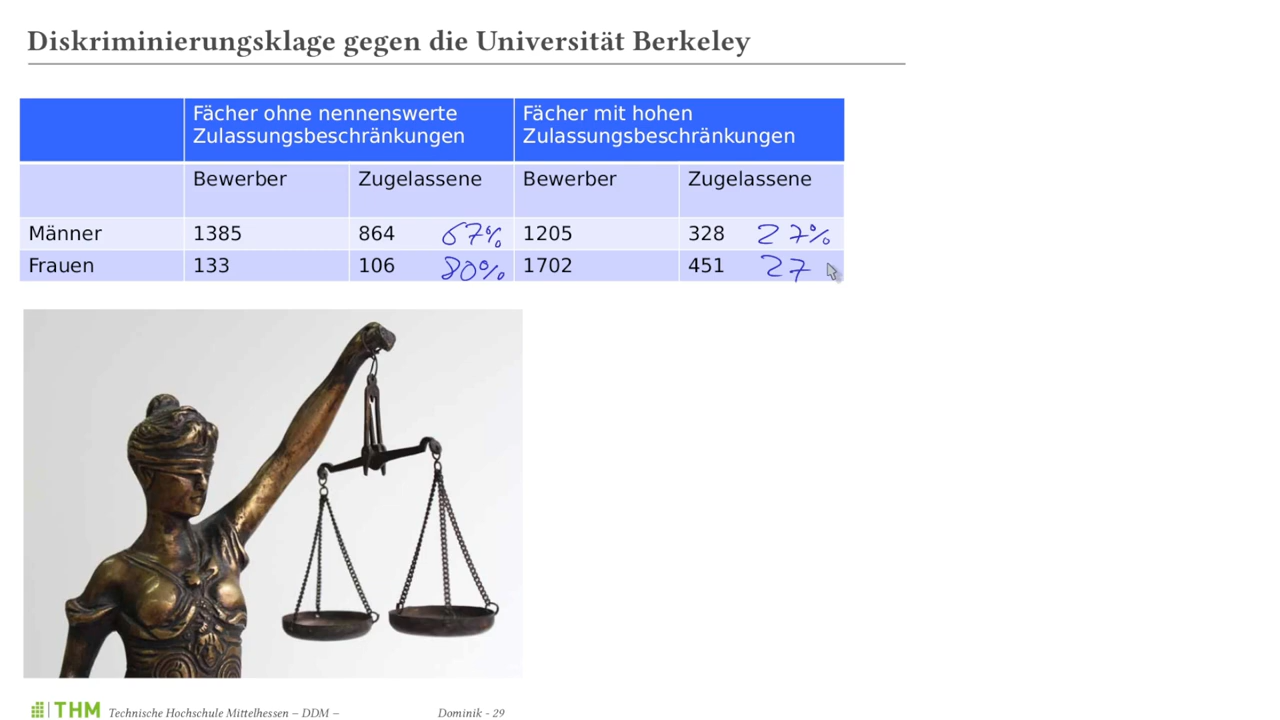 Diskriminierungsklage gegen die Universität Berkeley
Fächer ohne nennenswerte Zulassungsbeschränkungen Fächer mit hohen Zulassungsbeschränkungen
Bewerber Zugelassene Bewerber Zugelassene
Männer 1385 864 67% 1205 328 27%
Frauen 133 106 80% 1702 451 27
THM Technische Hochschule Mittelhessen – DDM – Dominik - 29